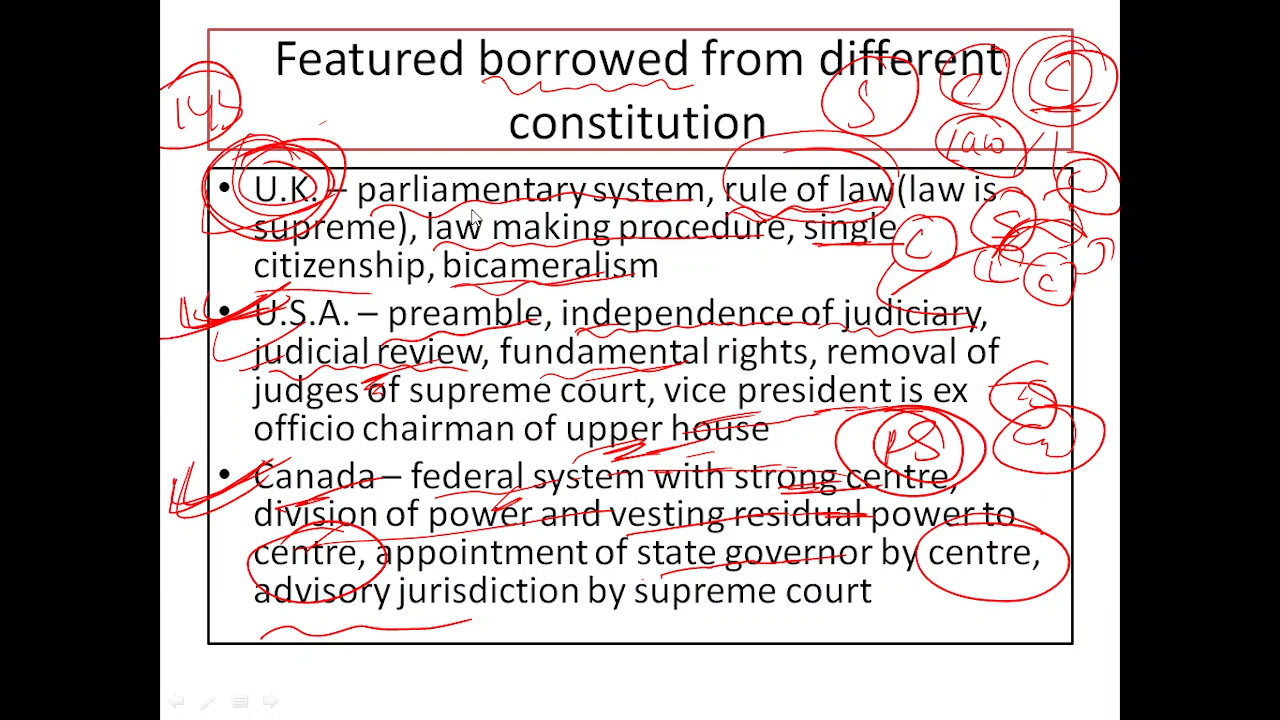 Featured borrowed from different
constitution
• U.K. – parliamentary system, rule of law(law is
supreme), law making procedure, single
citizenship, bicameralism
• U.S.A. – preamble, independence of judiciary,
judicial review, fundamental rights, removal of
judges of supreme court, vice president is ex
officio chairman of upper house
• Canada – federal system with strong centre,
division of power and vesting residual power to
centre, appointment of state governor by centre,
advisory jurisdiction by supreme court